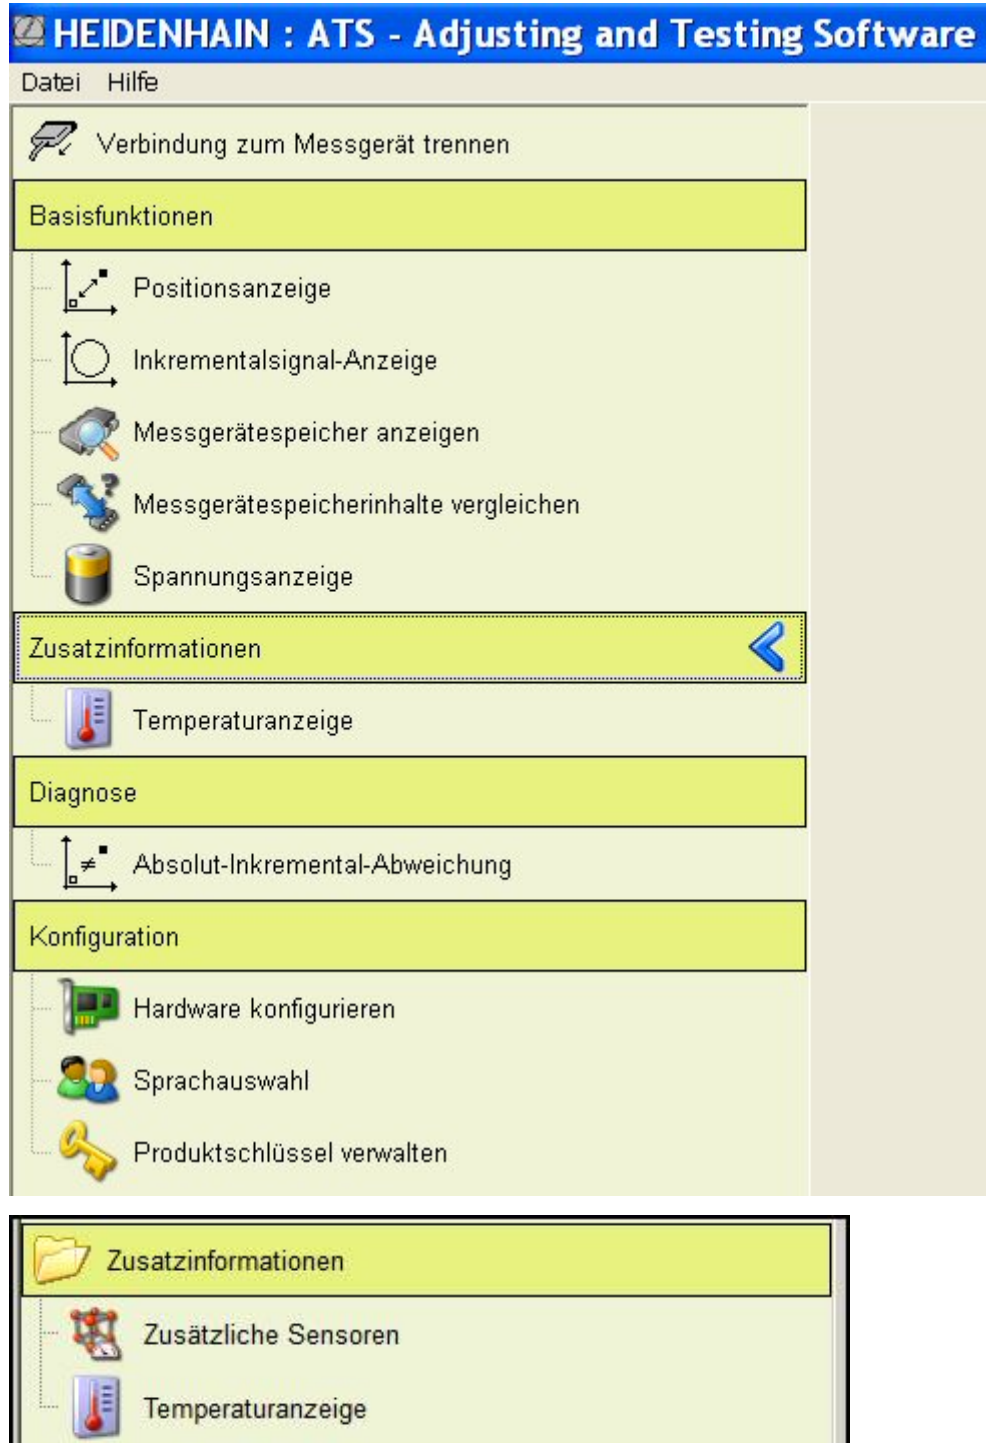 HEIDENHAIN : ATS - Adjusting and Testing Software
Datei Hilfe
Verbindung zum Messgerät trennen
Basisfunktionen
Positionsanzeige
Inkrementalsignal-Anzeige
Messgerätespeicher anzeigen
Messgerätespeicherinhalte vergleichen
Spannungsanzeige
Zusatzinformationen
Temperaturanzeige
Diagnose
Absolut-Inkremental-Abweichung
Konfiguration
Hardware konfigurieren
Sprachauswahl
Produktschlüssel verwalten
Zusatzinformationen
Zusätzliche Sensoren
Temperaturanzeige